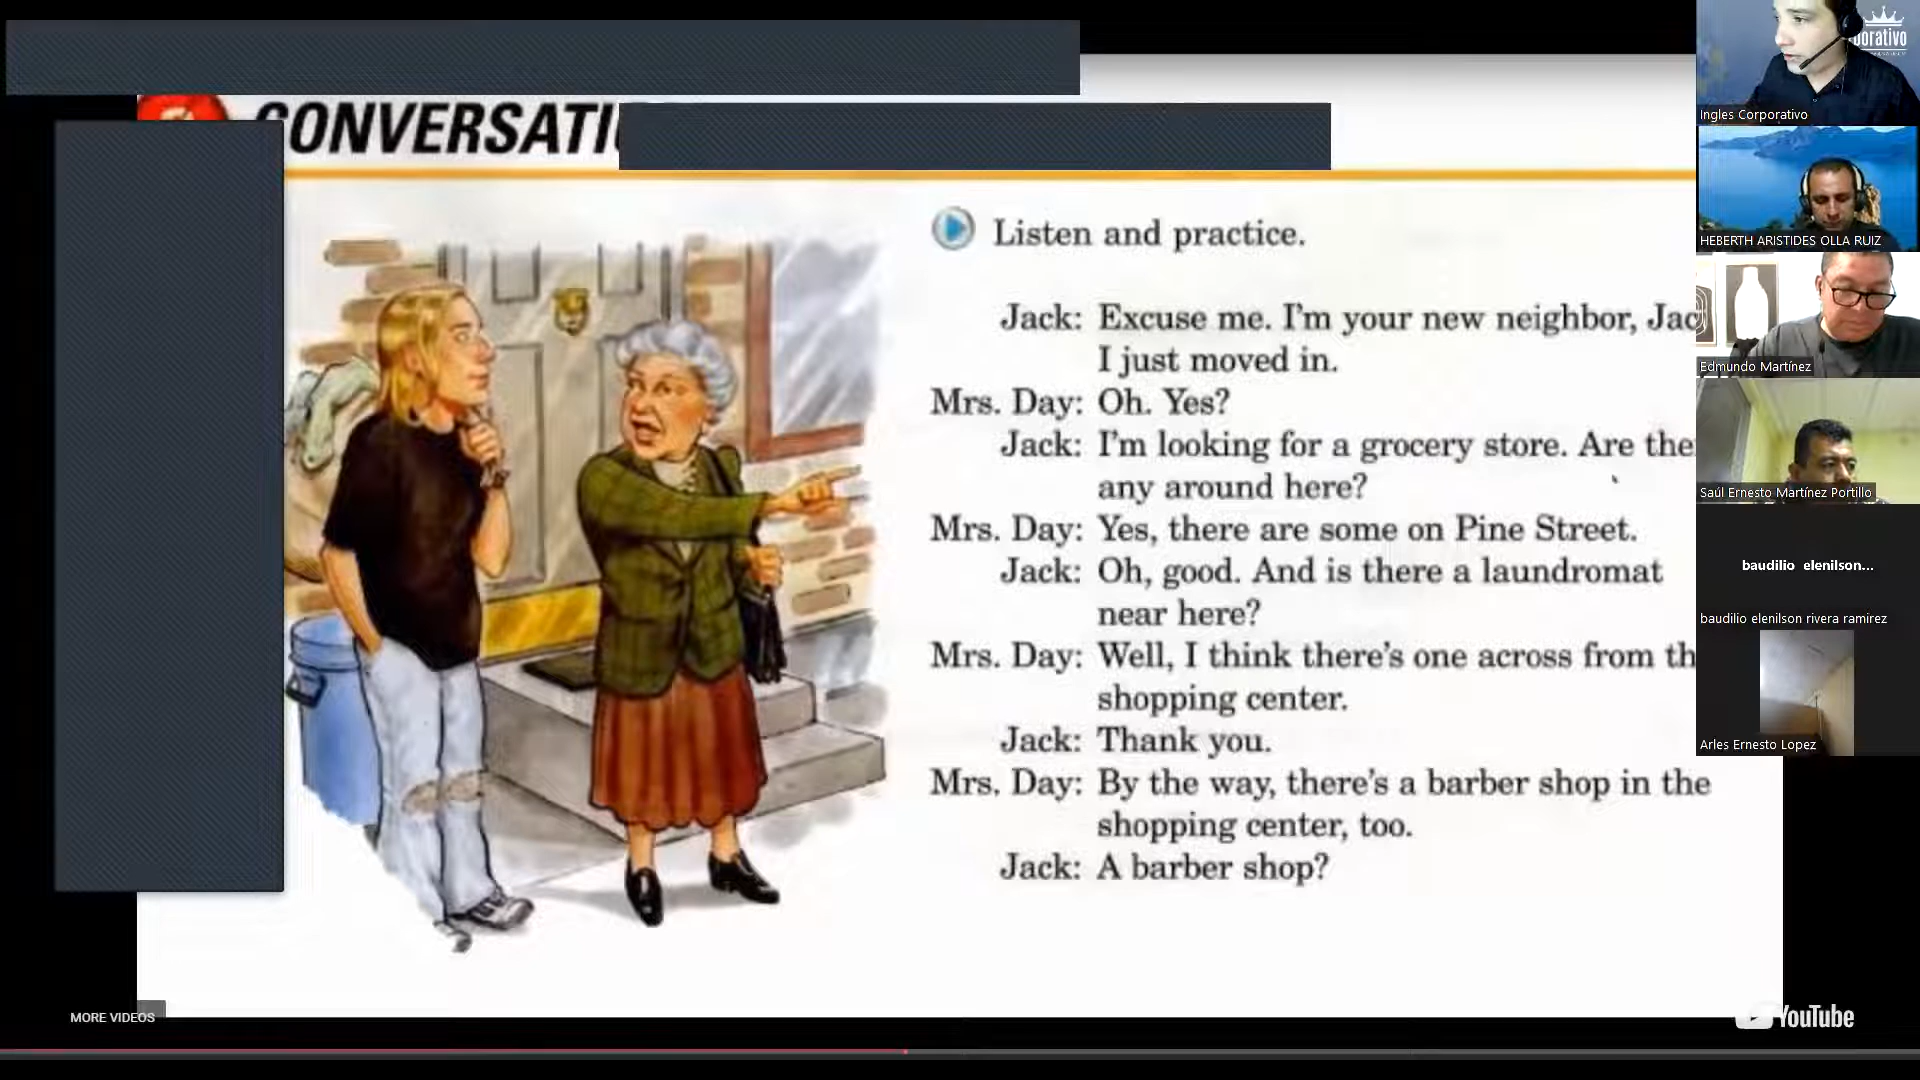 Listen and practice.
Jack: Excuse me. I'm your new neighbor,
I just moved in.
Mrs. Day: Oh. Yes?
Jack: I'm looking for a grocery store. Are
any around here?
Mrs. Day: Yes, there are some on Pine Street.
Jack: Oh, good. And is there a laundromat
near here?
Mrs. Day: Well, I think there's one across from
shopping center.
Jack: Thank you.
Mrs. Day: By the way, there's a barber shop in the
shopping center, too.
Jack: A barber shop?
Ingles Corporativo
HEBERTH ARISTIDES OLLA RUIZ
Edmundo Martínez
Saúl Ernesto Martínez Portillo
baudilio elenilson...
baudilio elenilson rivera ramirez
Arles Ernesto Lopez
MORE VIDEOS
YouTube